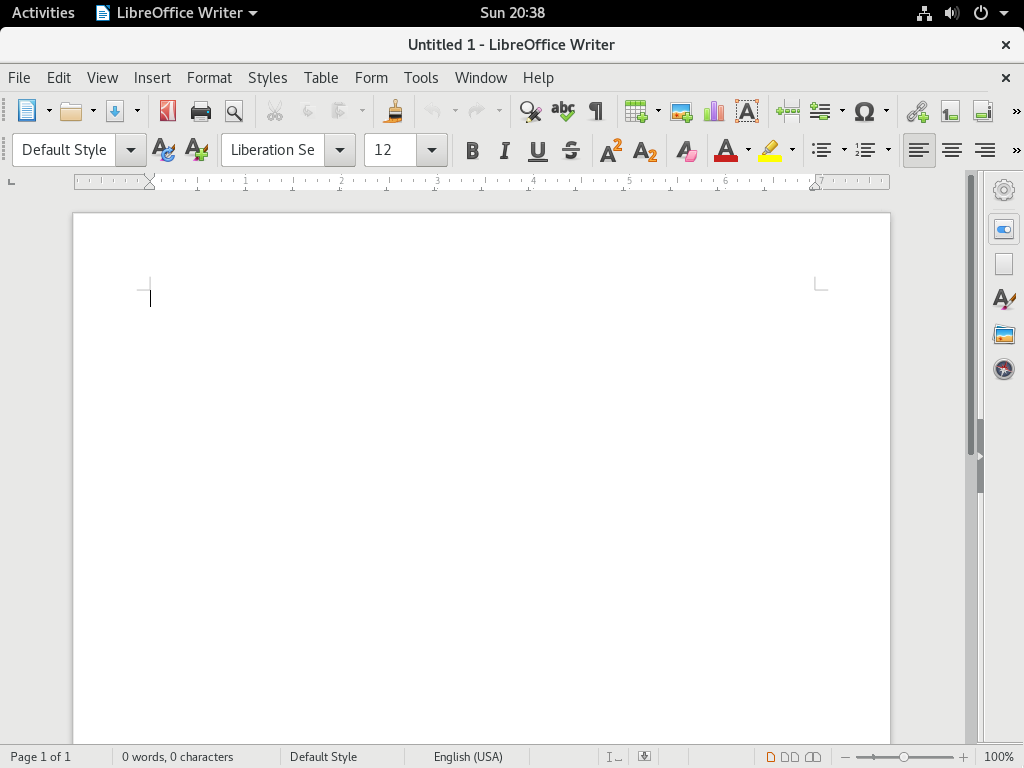 Activities LibreOffice Writer Sun 20:38
Untitled 1 - LibreOffice Writer
File Edit View Insert Format Styles Table Form Tools Window Help
abc
Default Style Liberation Se 12
1 2 3 4 5 6 7
Page 1 of 1 0 words, 0 characters Default Style English (USA) 100%